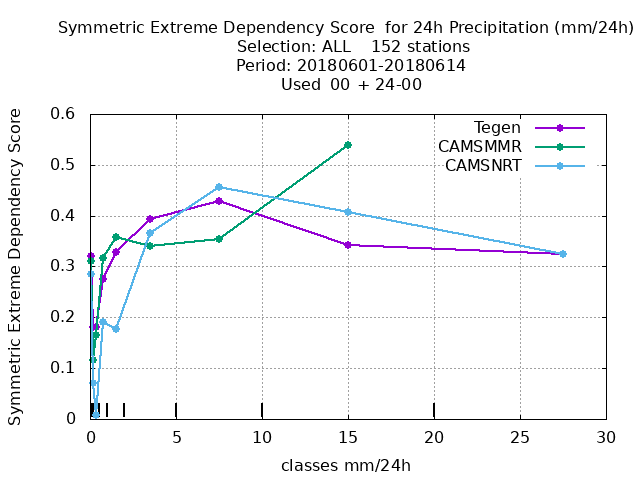 Symmetric Extreme Dependency Score  for 24h Precipitation (mm/24h)
Selection: ALL    152 stations
Period: 20180601-20180614
Used  00 + 24-00
Symmetric Extreme Dependency Score
0.6
0.5
0.4
0.3
0.2
0.1
0
Tegen
CAMSMMR
CAMSNRT
0 5 10 15 20 25 30
classes mm/24h